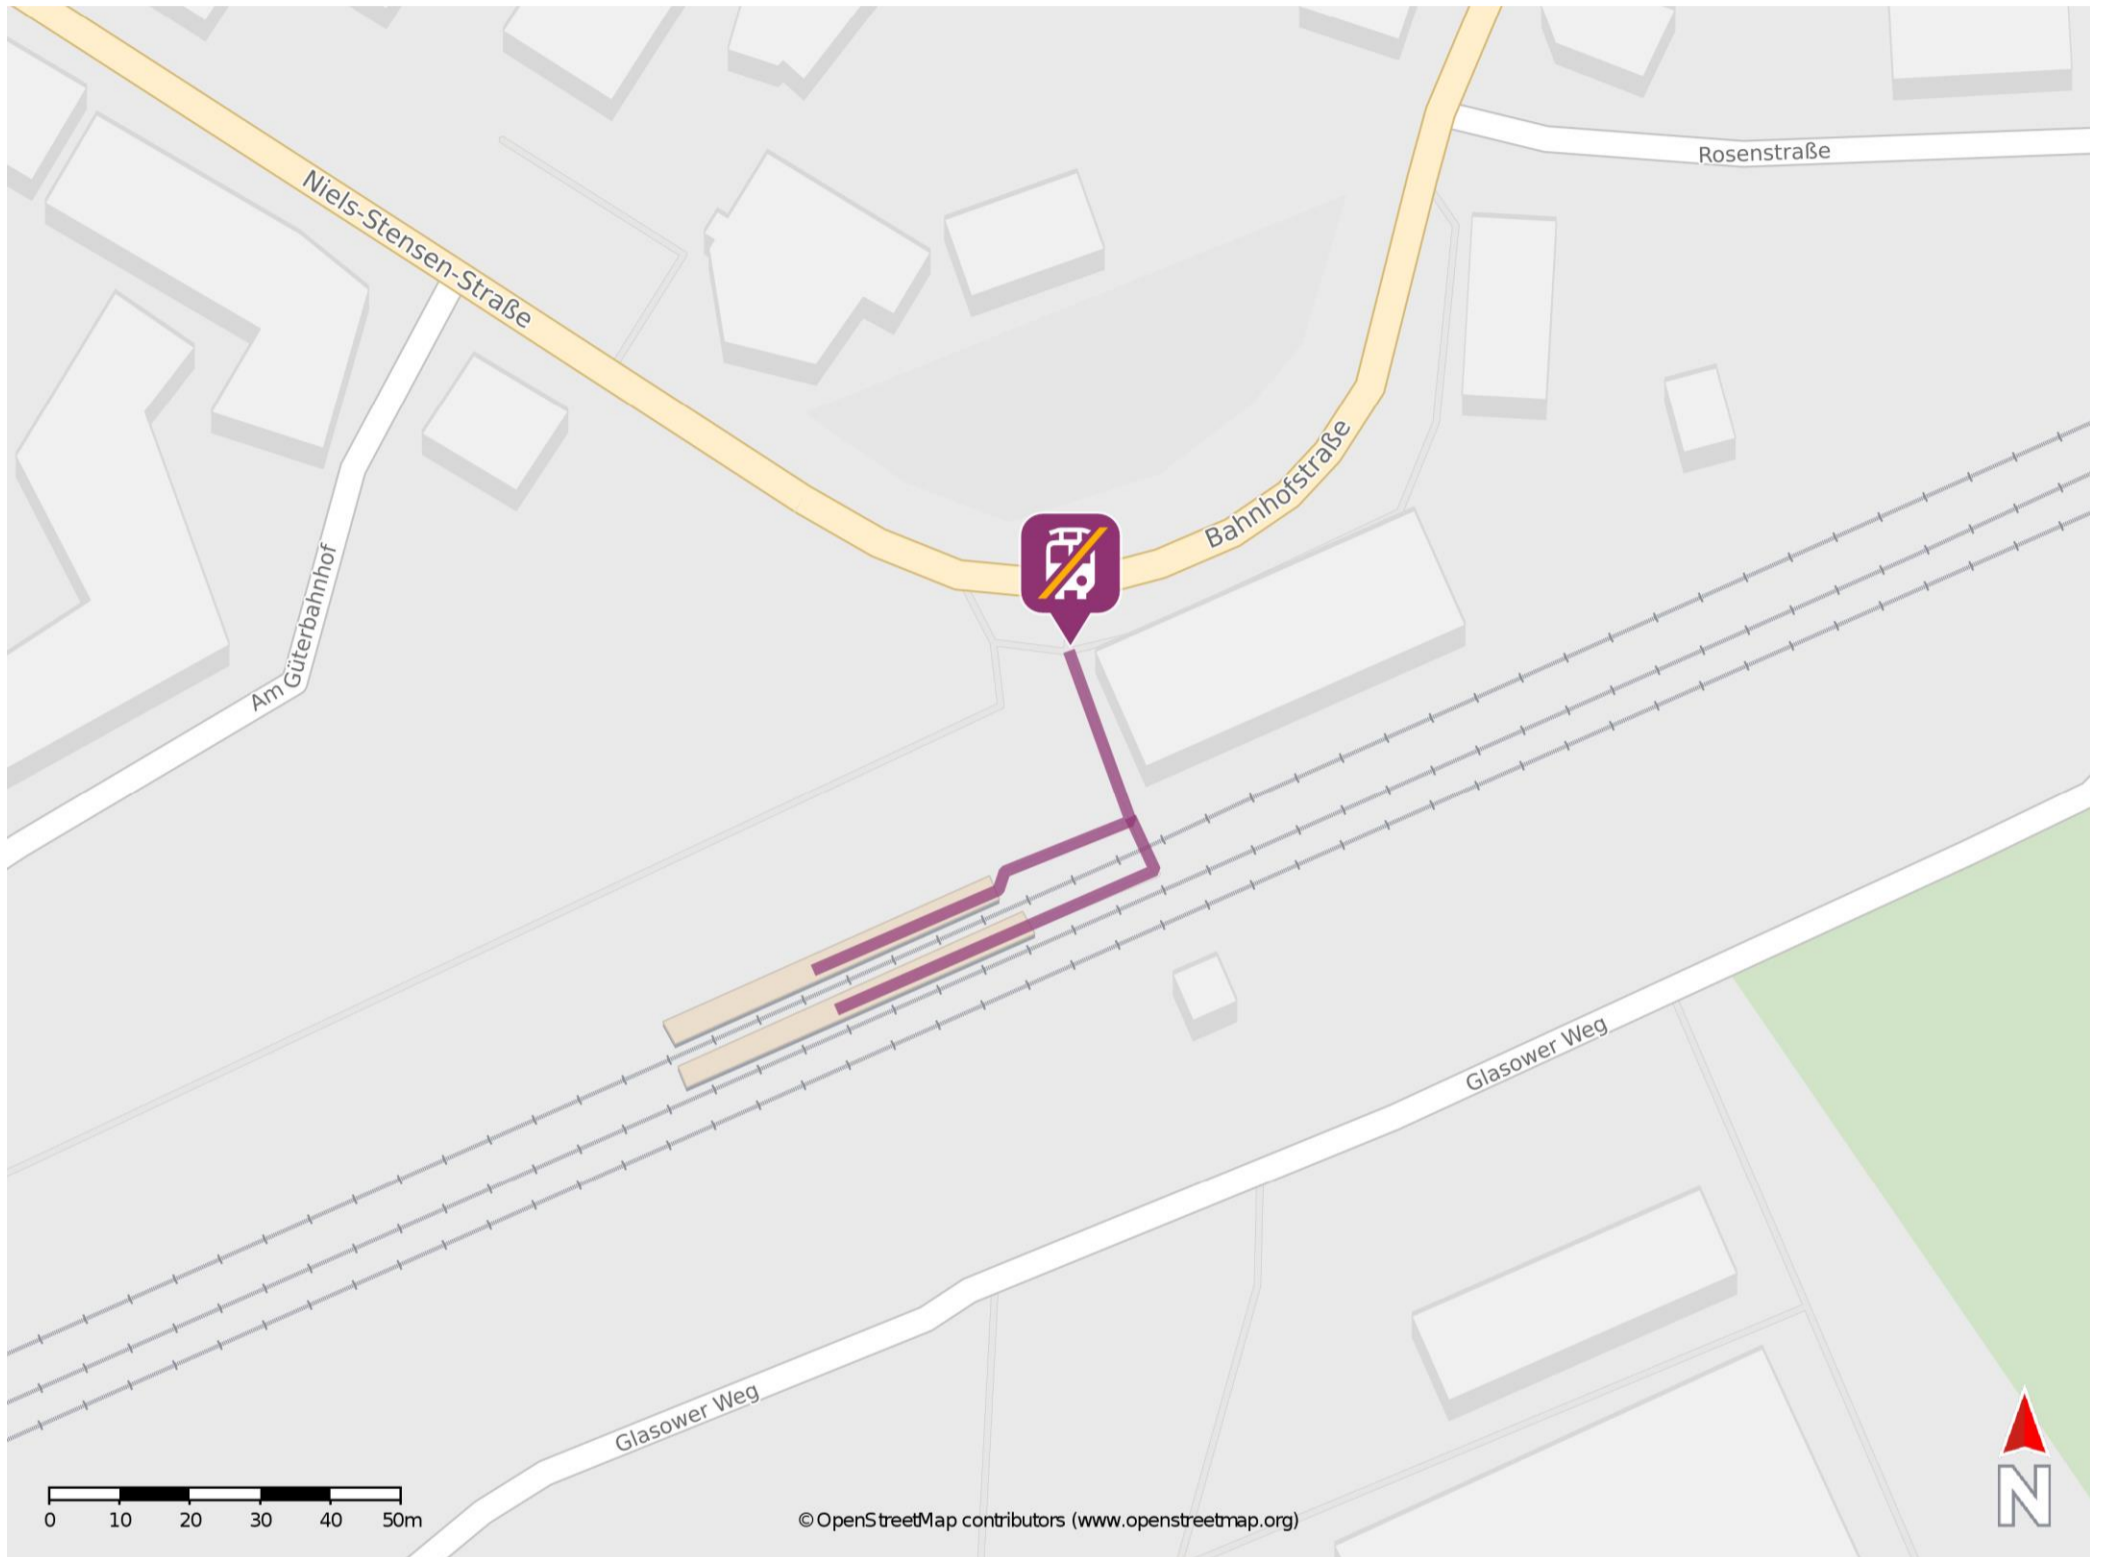 Rosenstraße
Niels-Stensen-Straße
Bahnhofstraße
Am Güterbahnhof
Glasower Weg
Glasower Weg
N
0 10 20 30 40 50m
© OpenStreetMap contributors (www.openstreetmap.org)